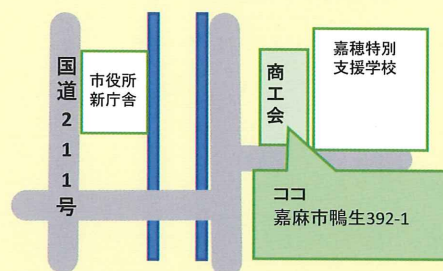 国道211号
市役所
新庁舎
商工会
嘉穂特別
支援学校
ココ
嘉麻市鴨生392-1